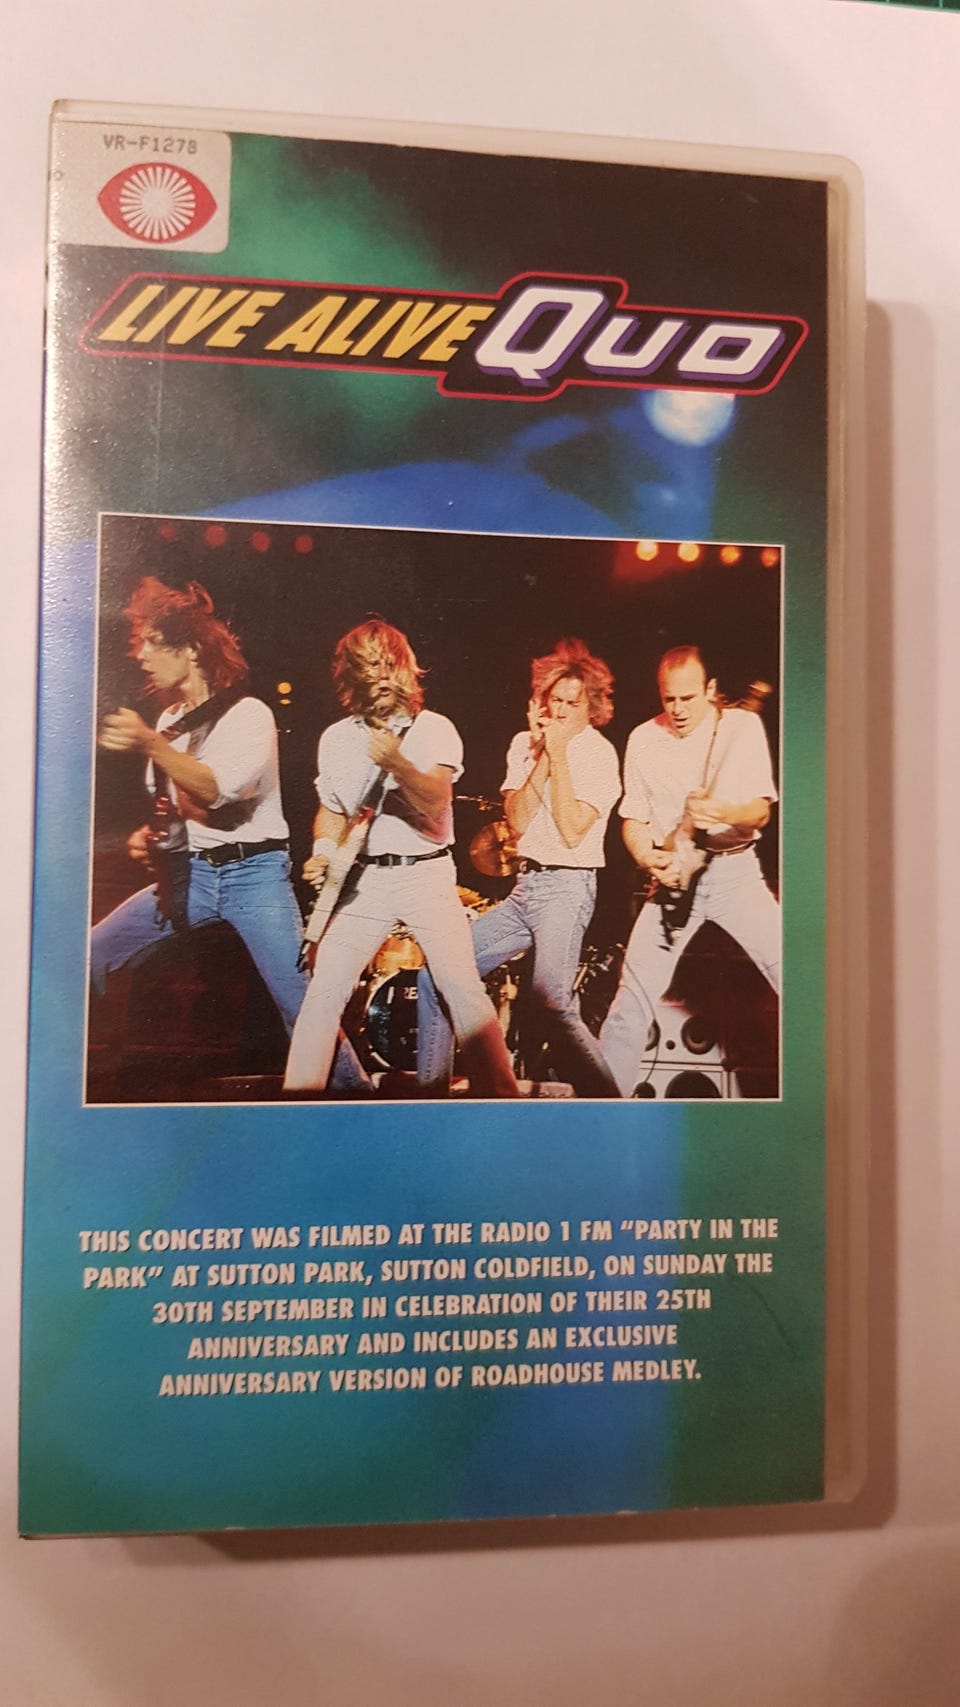 VR-F1278
LIVE ALIVE QUO
THIS CONCERT WAS FILMED AT THE RADIO 1 FM "PARTY IN THE
PARK" AT SUTTON PARK, SUTTON COLDFIELD, ON SUNDAY THE
30TH SEPTEMBER IN CELEBRATION OF THEIR 25TH
ANNIVERSARY AND INCLUDES AN EXCLUSIVE
ANNIVERSARY VERSION OF ROADHOUSE MEDLEY.